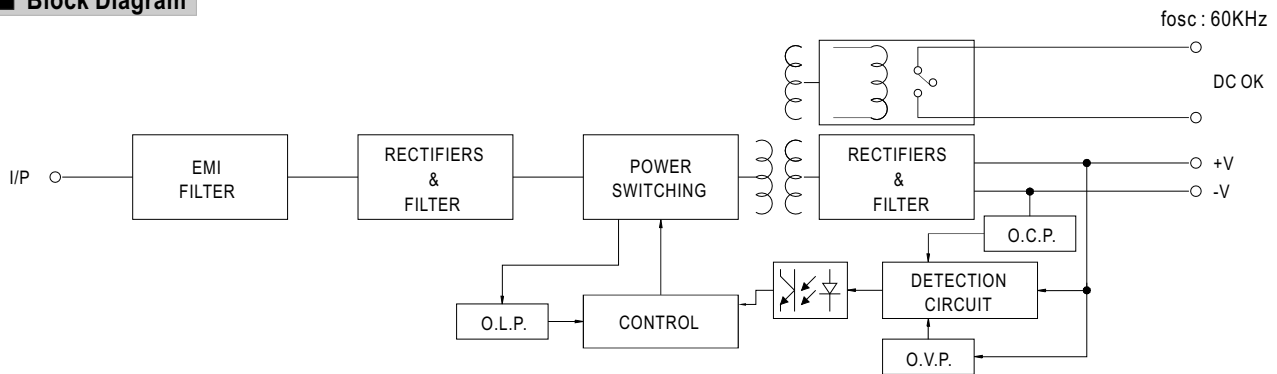 ■ Block Diagram
fosc : 60KHz
DC OK
I/P
EMI
FILTER
RECTIFIERS
&
FILTER
POWER
SWITCHING
RECTIFIERS
&
FILTER
+V
-V
O.C.P.
DETECTION
CIRCUIT
O.L.P.
CONTROL
O.V.P.